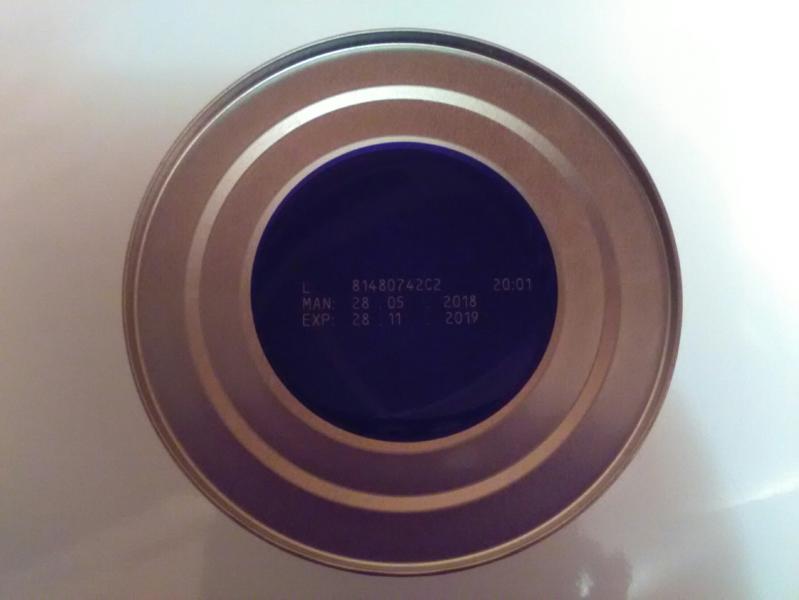 L 81480742C2 20:01
MAN: 28 . 05 . 2018
EXP: 28 . 11 . 2019